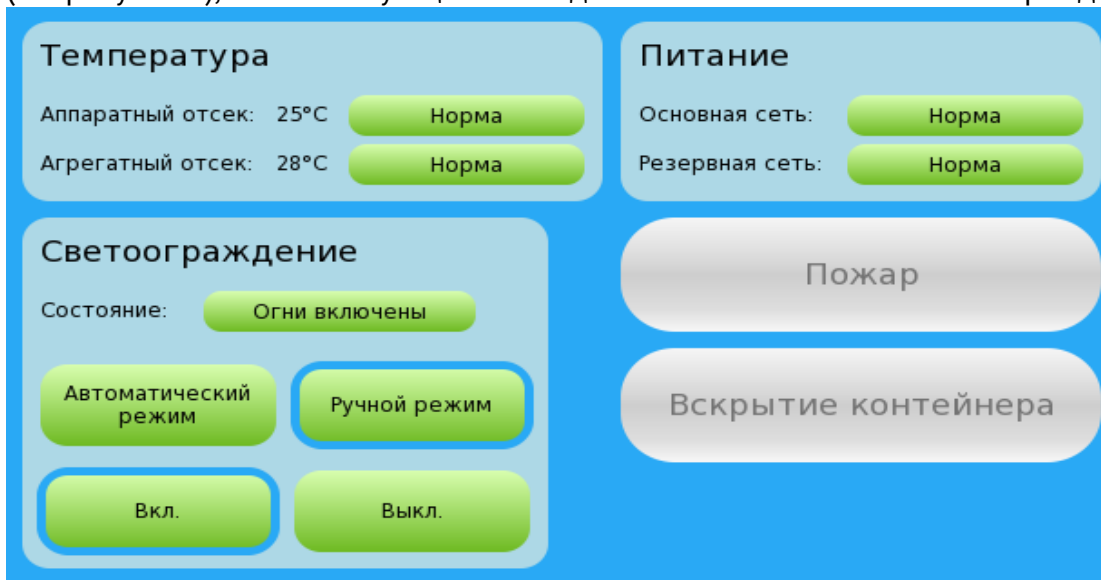 Температура
Аппаратный отсек: 25°C Норма
Агрегатный отсек: 28°C Норма
Питание
Основная сеть: Норма
Резервная сеть: Норма
Светоограждение
Состояние: Огни включены
Автоматический
режим
Ручной режим
Вкл.
Выкл.
Пожар
Вскрытие контейнера